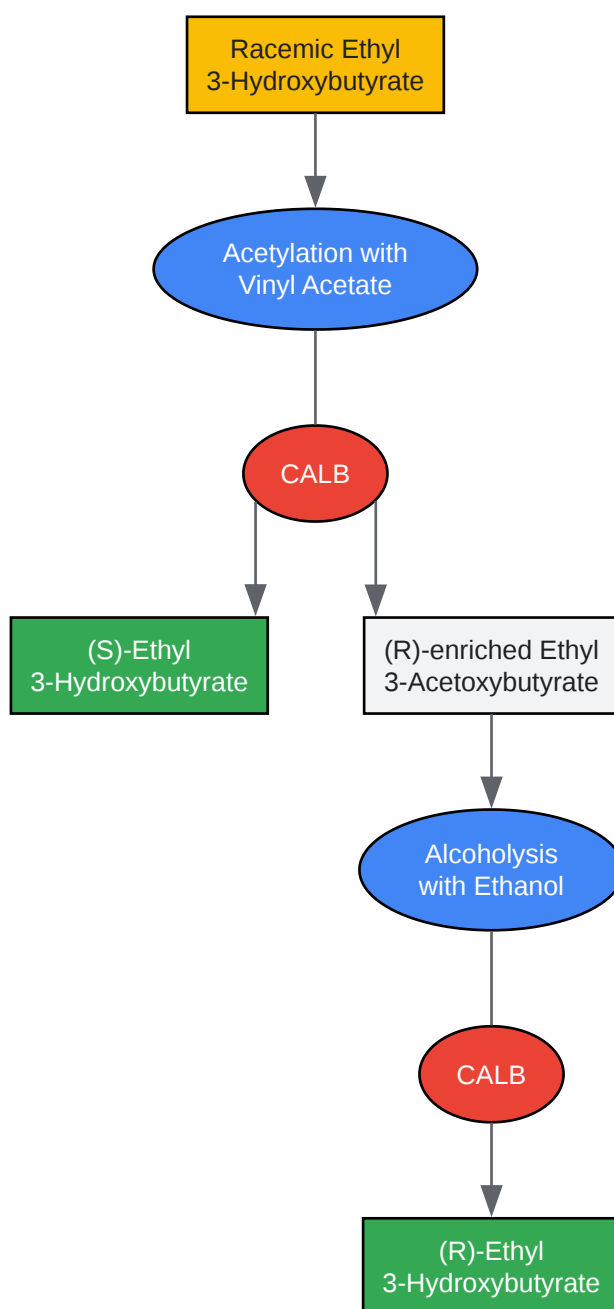 Racemic Ethyl
3-Hydroxybutyrate
Acetylation with
Vinyl Acetate
CALB
(S)-Ethyl
3-Hydroxybutyrate
(R)-enriched Ethyl
3-Acetoxybutyrate
Alcoholysis
with Ethanol
CALB
(R)-Ethyl
3-Hydroxybutyrate